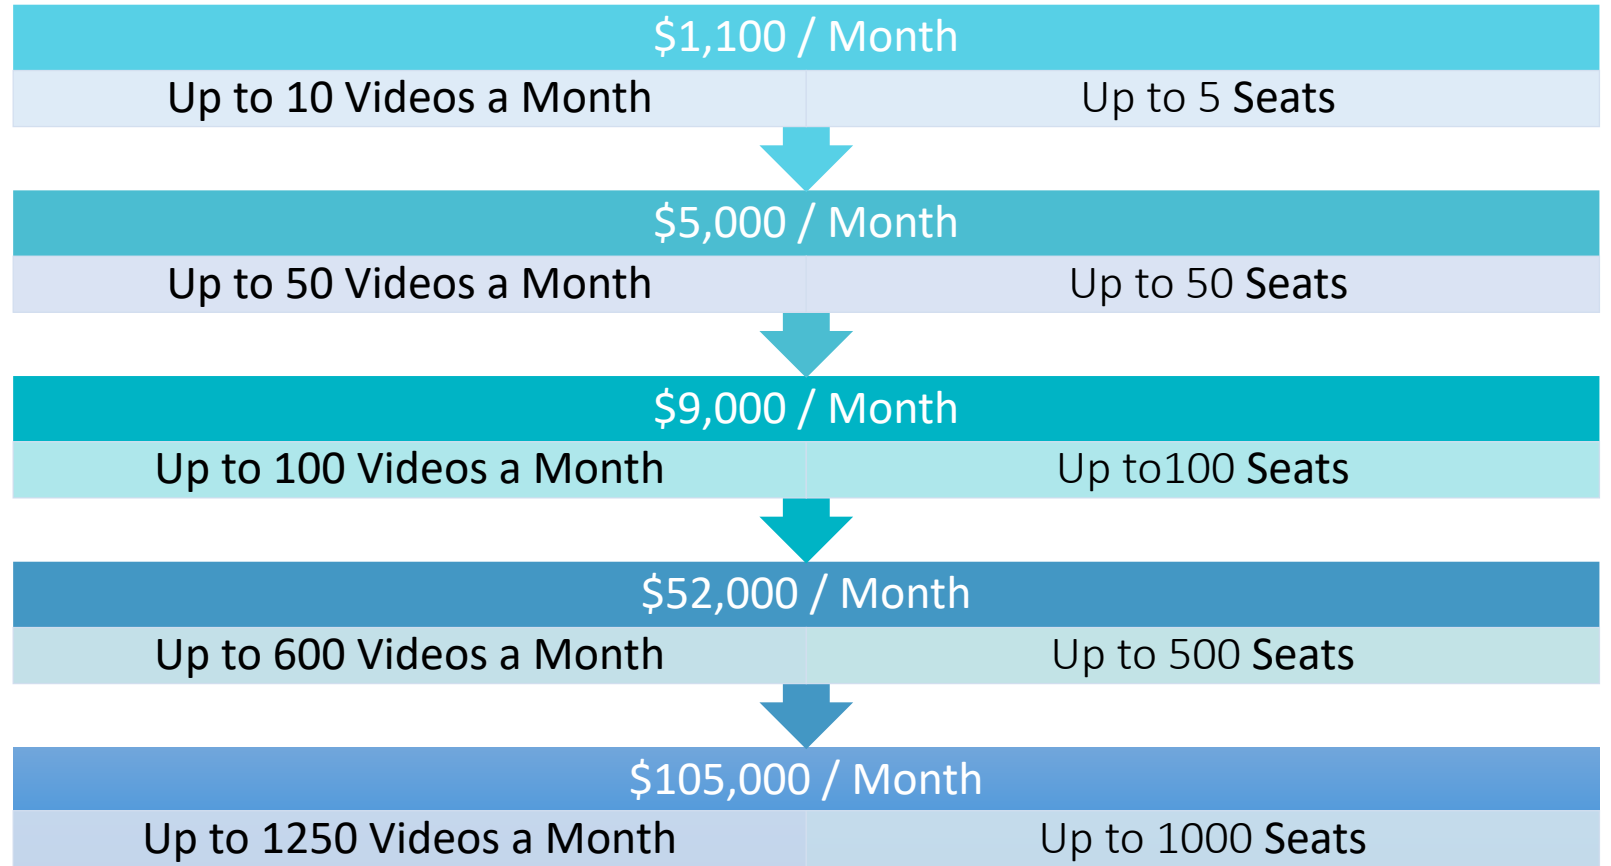 $1,100 / Month
Up to 10 Videos a Month Up to 5 Seats
$5,000 / Month
Up to 50 Videos a Month Up to 50 Seats
$9,000 / Month
Up to 100 Videos a Month Up to100 Seats
$52,000 / Month
Up to 600 Videos a Month Up to 500 Seats
$105,000 / Month
Up to 1250 Videos a Month Up to 1000 Seats